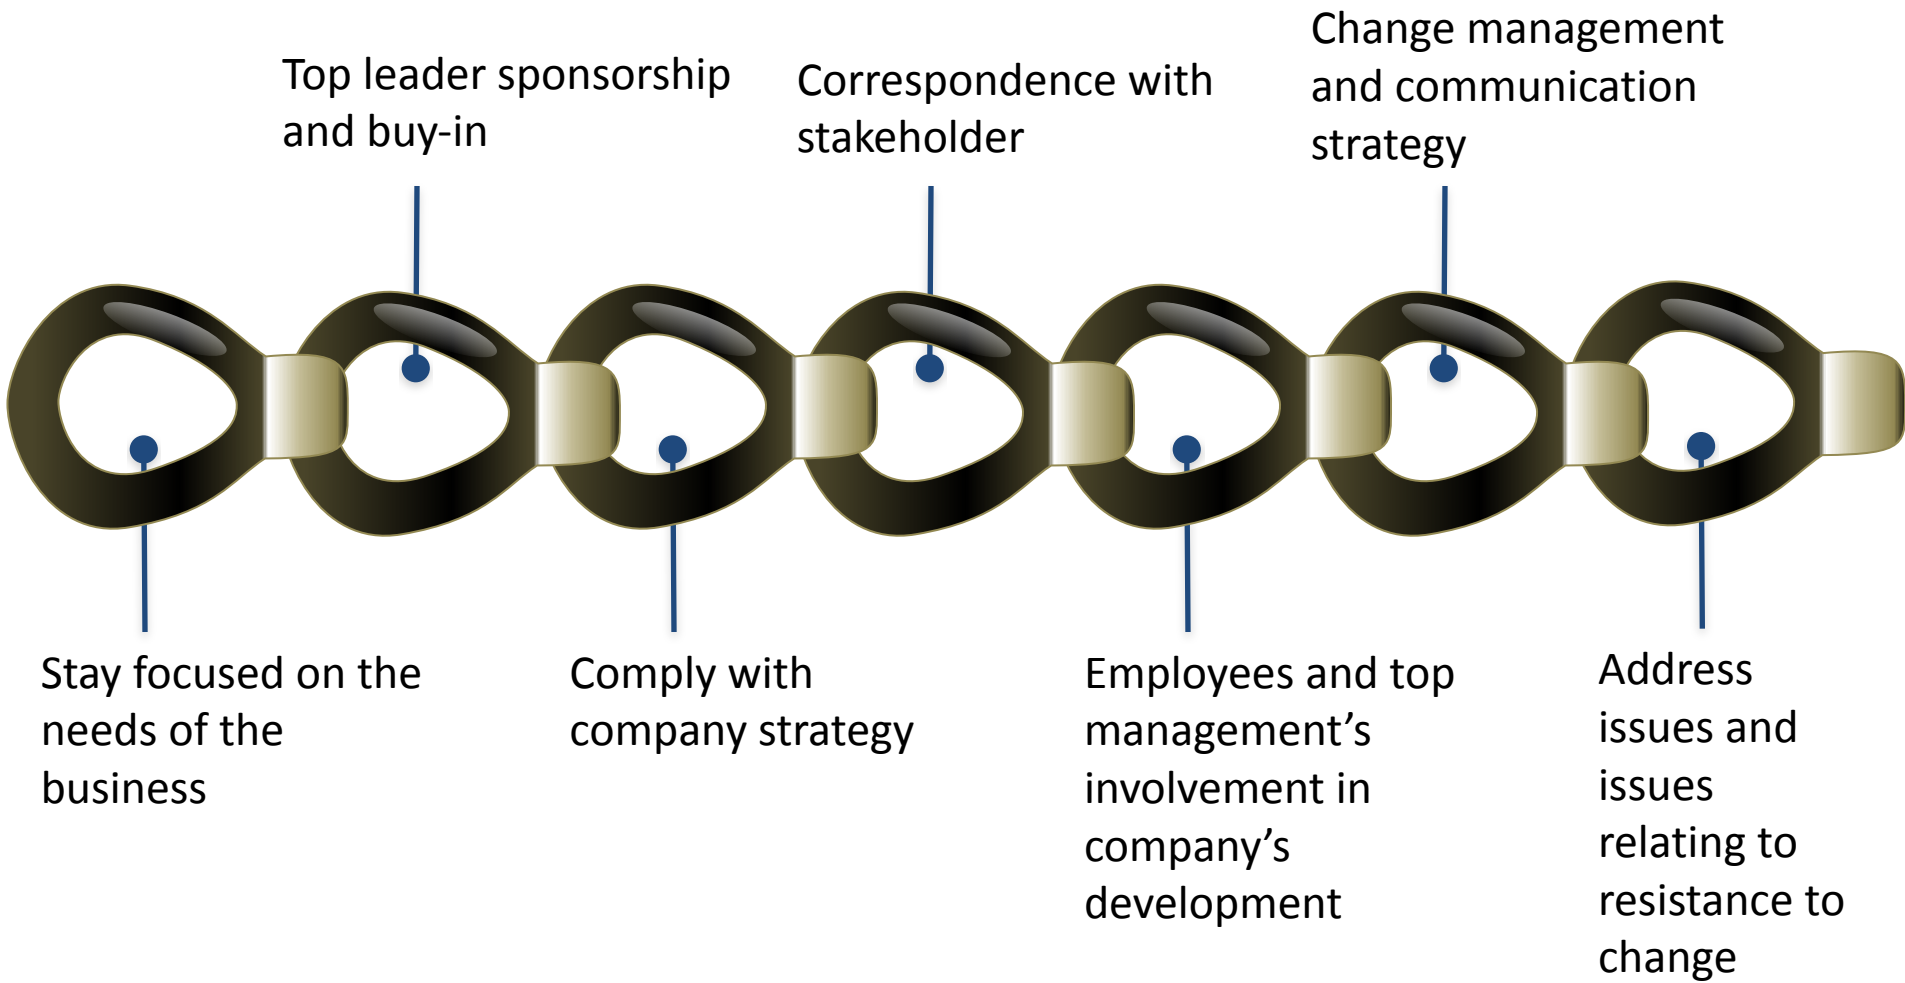 Top leader sponsorship
and buy-in
Correspondence with
stakeholder
Change management
and communication
strategy
Stay focused on the
needs of the
business
Comply with
company strategy
Employees and top
management’s
involvement in
company’s
development
Address
issues and
issues
relating to
resistance to
change